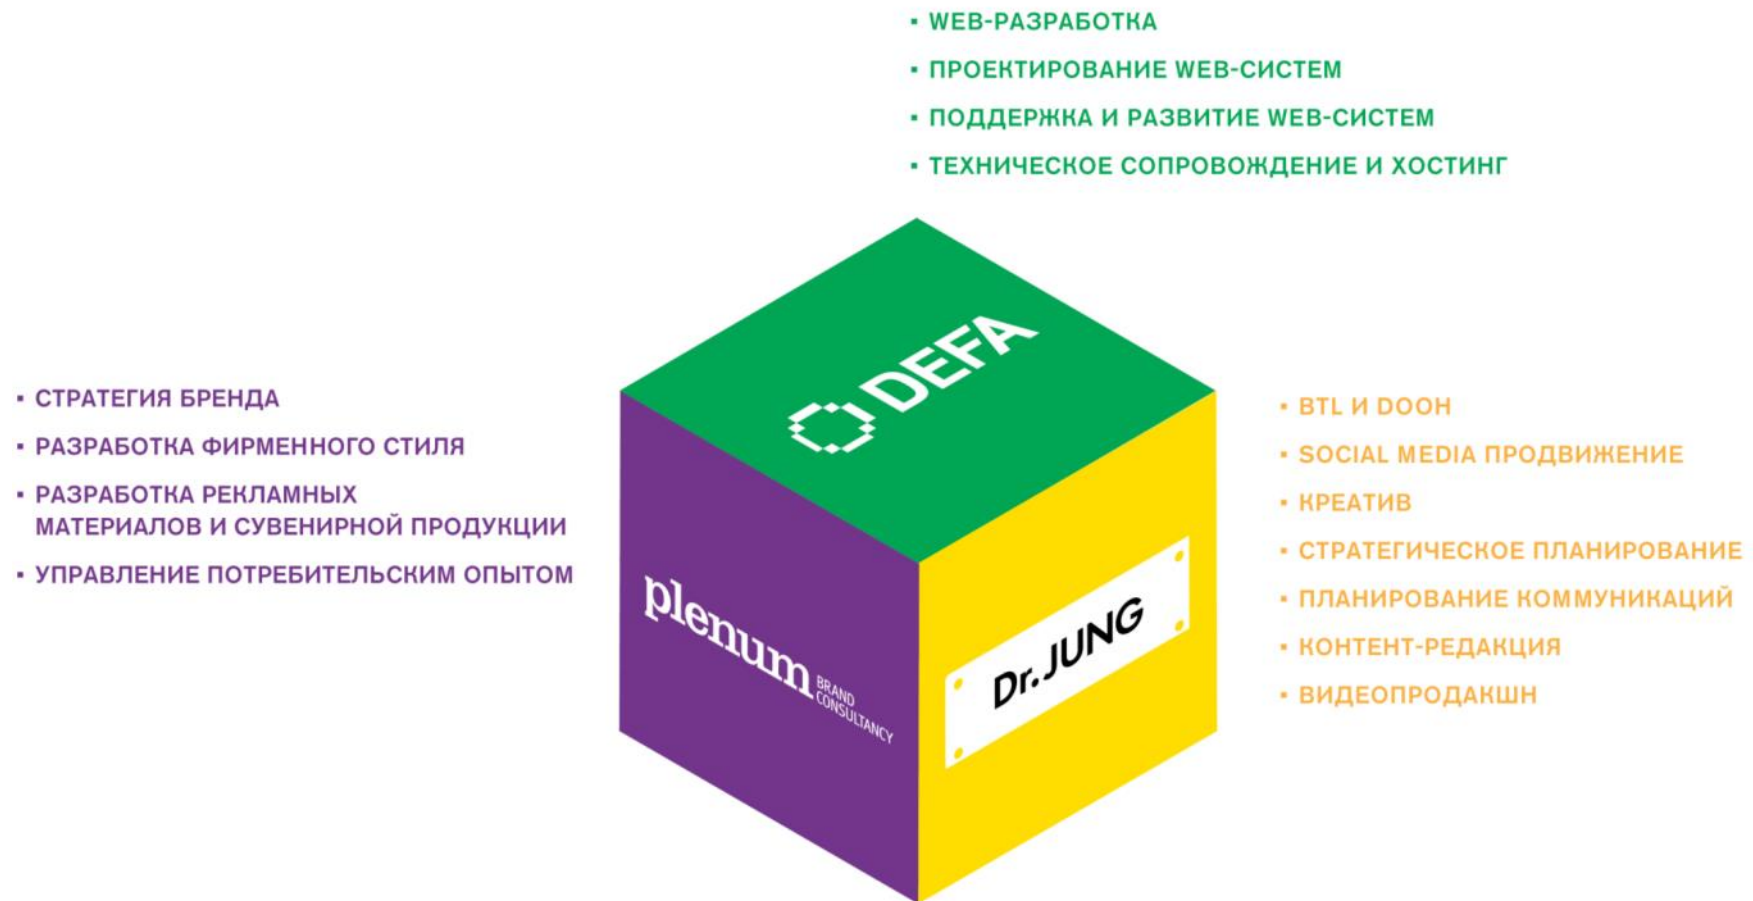 ▪ WEB-РАЗРАБОТКА
▪ ПРОЕКТИРОВАНИЕ WEB-СИСТЕМ
▪ ПОДДЕРЖКА И РАЗВИТИЕ WEB-СИСТЕМ
▪ ТЕХНИЧЕСКОЕ СОПРОВОЖДЕНИЕ И ХОСТИНГ
DEFA
▪ СТРАТЕГИЯ БРЕНДА
▪ РАЗРАБОТКА ФИРМЕННОГО СТИЛЯ
▪ РАЗРАБОТКА РЕКЛАМНЫХ
МАТЕРИАЛОВ И СУВЕНИРНОЙ ПРОДУКЦИИ
▪ УПРАВЛЕНИЕ ПОТРЕБИТЕЛЬСКИМ ОПЫТОМ
plenum
BRAND
CONSULTANCY
Dr. JUNG
▪ BTL И DOOH
▪ SOCIAL MEDIA ПРОДВИЖЕНИЕ
▪ КРЕАТИВ
▪ СТРАТЕГИЧЕСКОЕ ПЛАНИРОВАНИЕ
▪ ПЛАНИРОВАНИЕ КОММУНИКАЦИЙ
▪ КОНТЕНТ-РЕДАКЦИЯ
▪ ВИДЕОПРОДАКШН